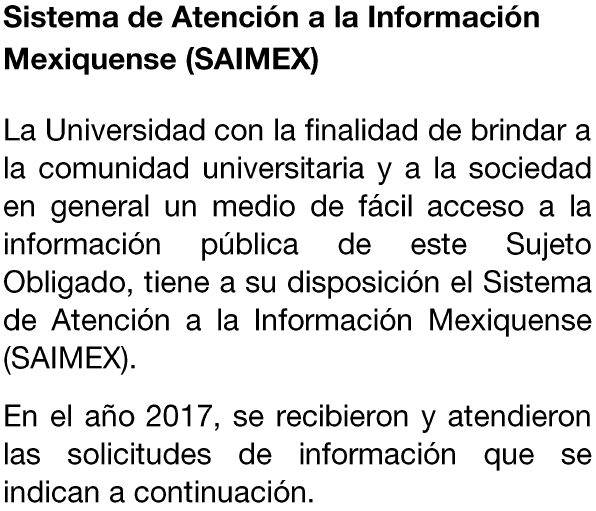 Sistema de Atención a la Información
Mexiquense (SAIMEX)
La Universidad con la finalidad de brindar a
la comunidad universitaria y a la sociedad
en general un medio de fácil acceso a la
información pública de este Sujeto
Obligado, tiene a su disposición el Sistema
de Atención a la Información Mexiquense
(SAIMEX).
En el año 2017, se recibieron y atendieron
las solicitudes de información que se
indican a continuación.